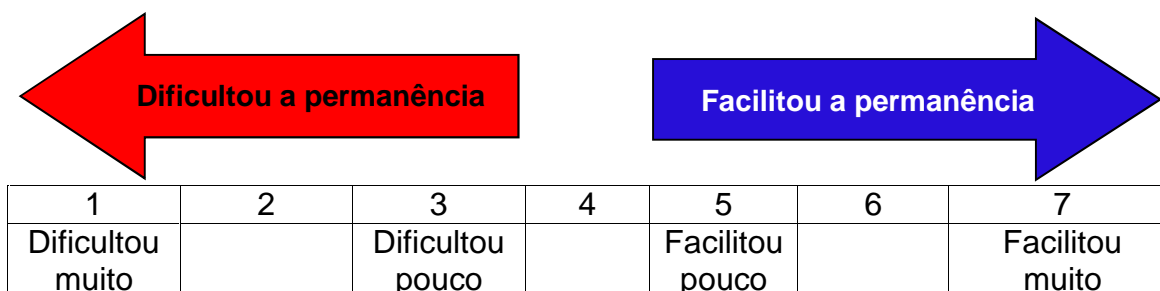 Dificultou a permanência
Facilitou a permanência
1 2 3 4 5 6 7
Dificultou Dificultou Facilitou Facilitou
muito pouco pouco muito